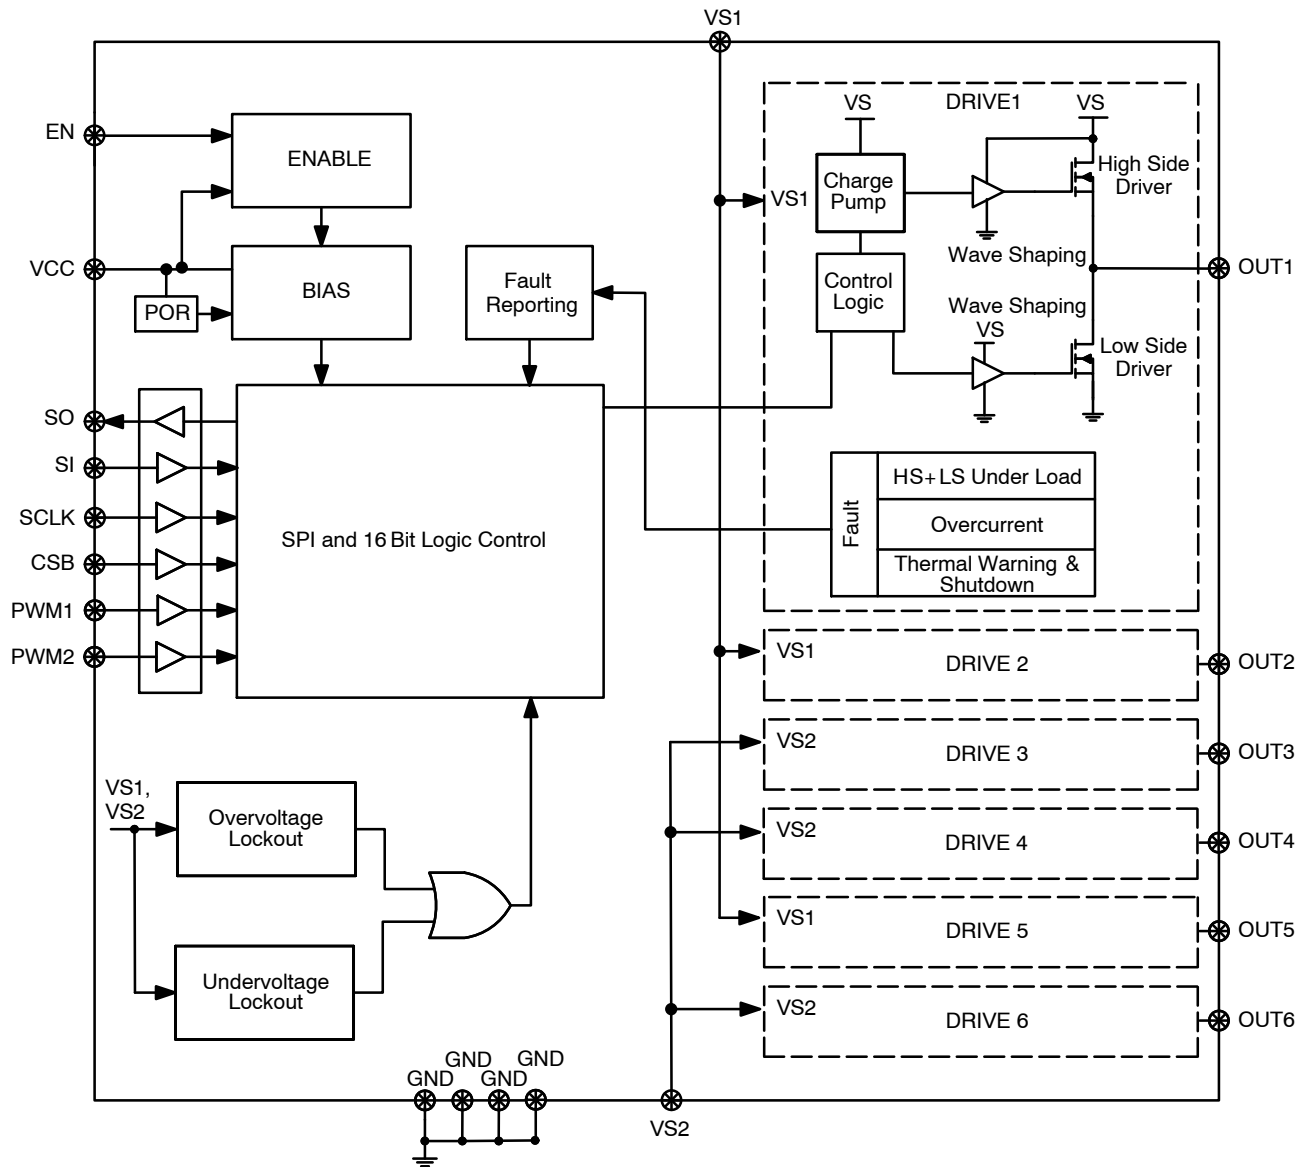 VS1
EN
ENABLE
VCC
POR
BIAS
Fault
Reporting
SO
SI
SCLK
CSB
PWM1
PWM2
SPI and 16 Bit Logic Control
VS1,
VS2
Overvoltage
Lockout
Undervoltage
Lockout
GND
GND
GND
GND
VS2
VS
DRIVE1
VS
VS1
Charge
Pump
High Side
Driver
Wave Shaping
Control
Logic
Wave Shaping
VS
Low Side
Driver
OUT1
Fault
HS+LS Under Load
Overcurrent
Thermal Warning &
Shutdown
VS1
DRIVE 2
OUT2
VS2
DRIVE 3
OUT3
VS2
DRIVE 4
OUT4
VS1
DRIVE 5
OUT5
VS2
DRIVE 6
OUT6